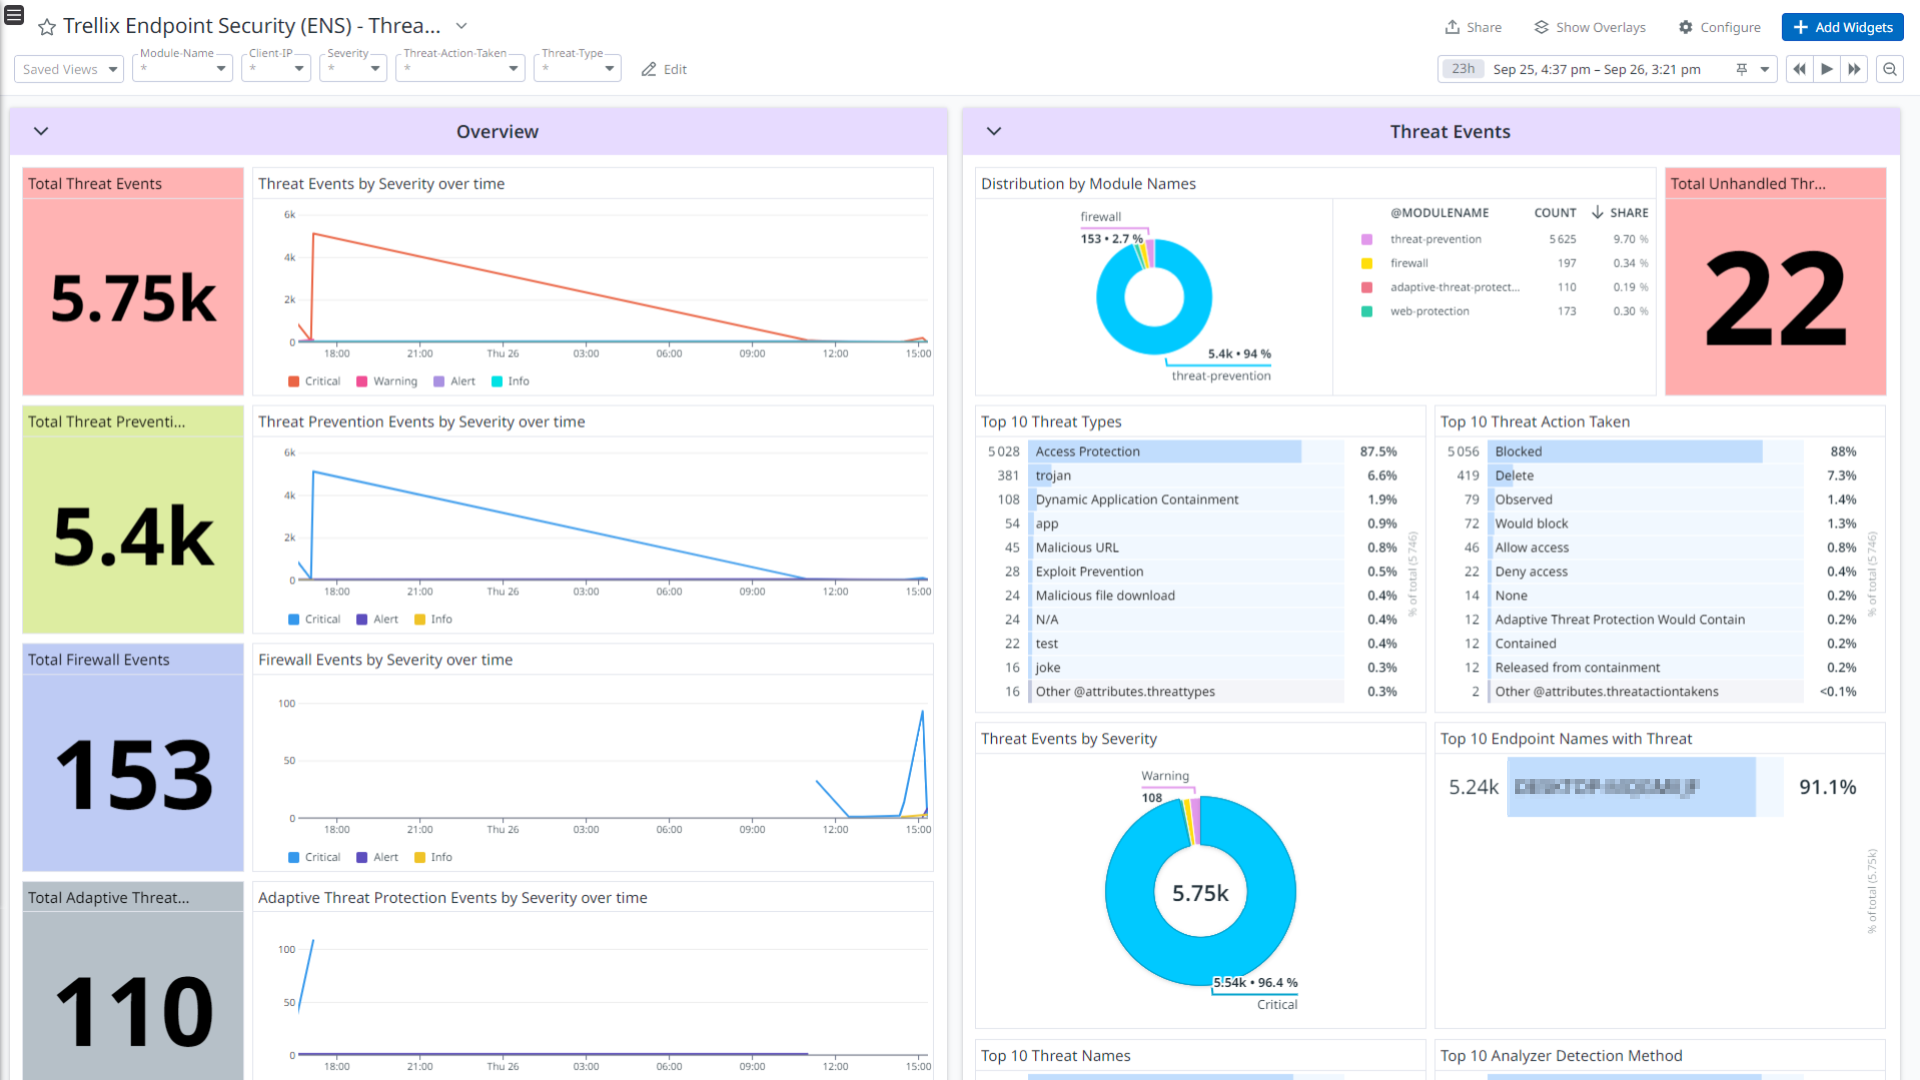 Trellix Endpoint Security (ENS) - Threa...
Share
Show Overlays
Configure
Add Widgets
Saved Views
Module-Name
*
Client-IP
*
Severity
*
Threat-Action-Taken
*
Threat-Type
*
Edit
23h
Sep 25, 4:37 pm – Sep 26, 3:21 pm
Overview
Total Threat Events
5.75k
Threat Events by Severity over time
6k
4k
2k
0
18:00 21:00 Thu 26 03:00 06:00 09:00 12:00 15:00
Critical Warning Alert Info
Total Threat Preventi...
5.4k
Threat Prevention Events by Severity over time
6k
4k
2k
0
18:00 21:00 Thu 26 03:00 06:00 09:00 12:00 15:00
Critical Alert Info
Total Firewall Events
153
Firewall Events by Severity over time
100
50
0
18:00 21:00 Thu 26 03:00 06:00 09:00 12:00 15:00
Critical Alert Info
Total Adaptive Threat...
110
Adaptive Threat Protection Events by Severity over time
100
50
0
18:00 21:00 Thu 26 03:00 06:00 09:00 12:00 15:00
Threat Events
Distribution by Module Names
firewall
153 • 2.7 %
5.4k • 94 %
threat-prevention
@MODULENAME COUNT SHARE
threat-prevention 5 625 9.70 %
firewall 197 0.34 %
adaptive-threat-protect... 110 0.19 %
web-protection 173 0.30 %
Total Unhandled Thr...
22
Top 10 Threat Types
5 028 Access Protection 87.5%
381 trojan 6.6%
108 Dynamic Application Containment 1.9%
54 app 0.9%
45 Malicious URL 0.8%
28 Exploit Prevention 0.5%
24 Malicious file download 0.4%
24 N/A 0.4%
22 test 0.4%
16 joke 0.3%
16 Other @attributes.threattypes 0.3%
% of total (5 746)
Top 10 Threat Action Taken
5 056 Blocked 88%
419 Delete 7.3%
79 Observed 1.4%
72 Would block 1.3%
46 Allow access 0.8%
22 Deny access 0.4%
14 None 0.2%
12 Adaptive Threat Protection Would Contain 0.2%
12 Contained 0.2%
12 Released from containment 0.2%
2 Other @attributes.threatactiontakens <0.1%
% of total (5 746)
Threat Events by Severity
Warning
108
5.75k
5.54k • 96.4 %
Critical
Top 10 Endpoint Names with Threat
5.24k 91.1%
% of total (5.75k)
Top 10 Threat Names
Top 10 Analyzer Detection Method